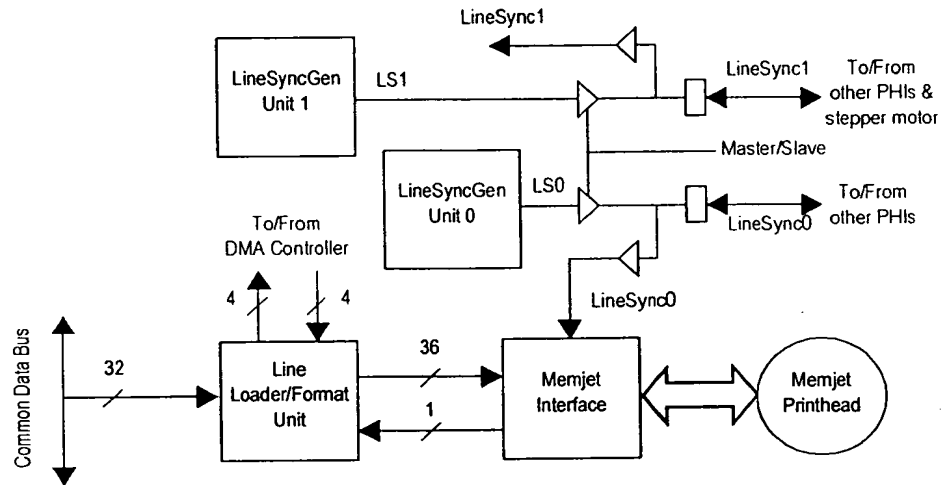 LineSync1
LineSyncGen
Unit 1
LS1
LineSync1
To/From
other PHIs &
stepper motor
Master/Slave
LineSyncGen
Unit 0
LS0
To/From
other PHIs
LineSync0
To/From
DMA Controller
4
4
LineSync0
Common Data Bus
32
Line
Loader/Format
Unit
36
1
Memjet
Interface
Memjet
Printhead